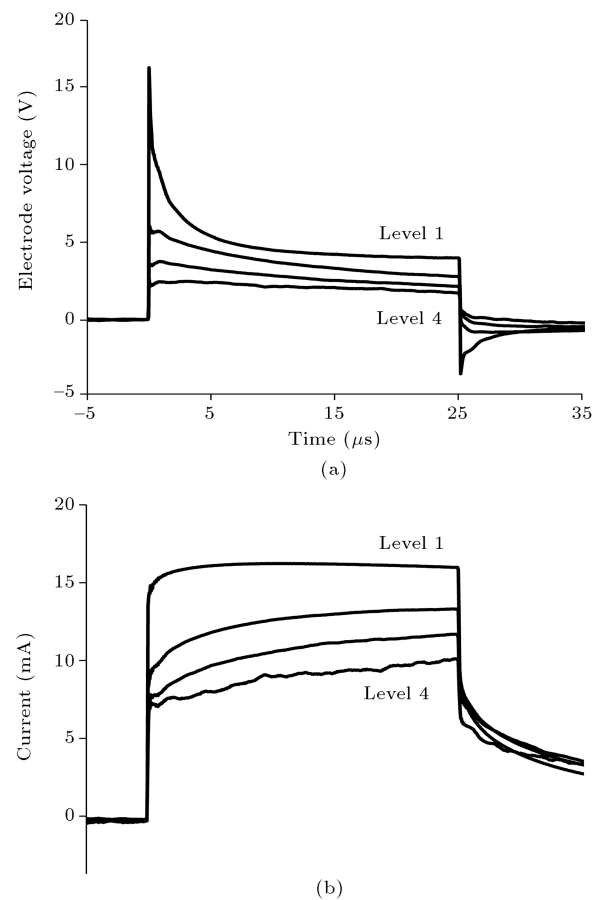 20
15
10
5
0
–5
Electrode voltage (V)
Level 1
Level 4
–5 5 15 25 35
Time (μs)
(a)
20
15
10
5
0
Current (mA)
Level 1
Level 4
(b)